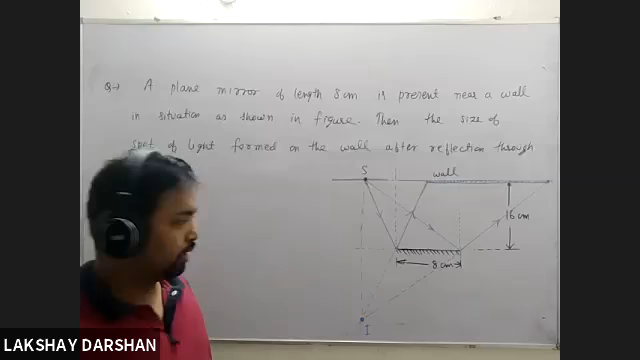 Q→ A plane mirror of length 8 cm is present near a wall
in situation as shown in figure. Then the size of
spot of light formed on the wall after reflection through
S
wall
16 cm
8 cm
I
LAKSHAY DARSHAN